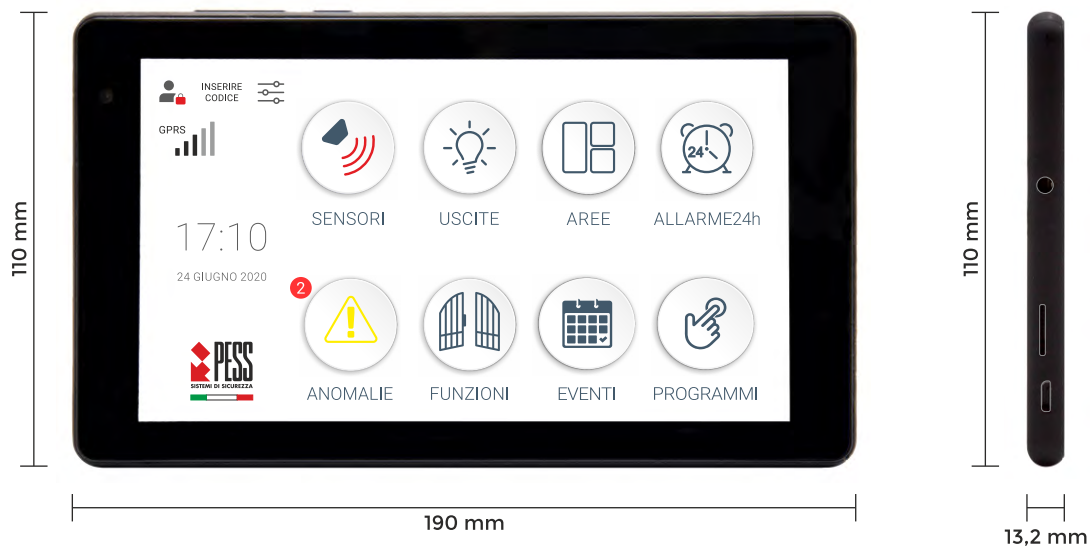 INSERIRE
CODICE
GPRS
17:10
24 GIUGNO 2020
PESS
SISTEMI DI SICUREZZA
SENSORI
USCITE
AREE
24
ALLARME24h
2
ANOMALIE
FUNZIONI
EVENTI
PROGRAMMI
110 mm
190 mm
110 mm
13,2 mm